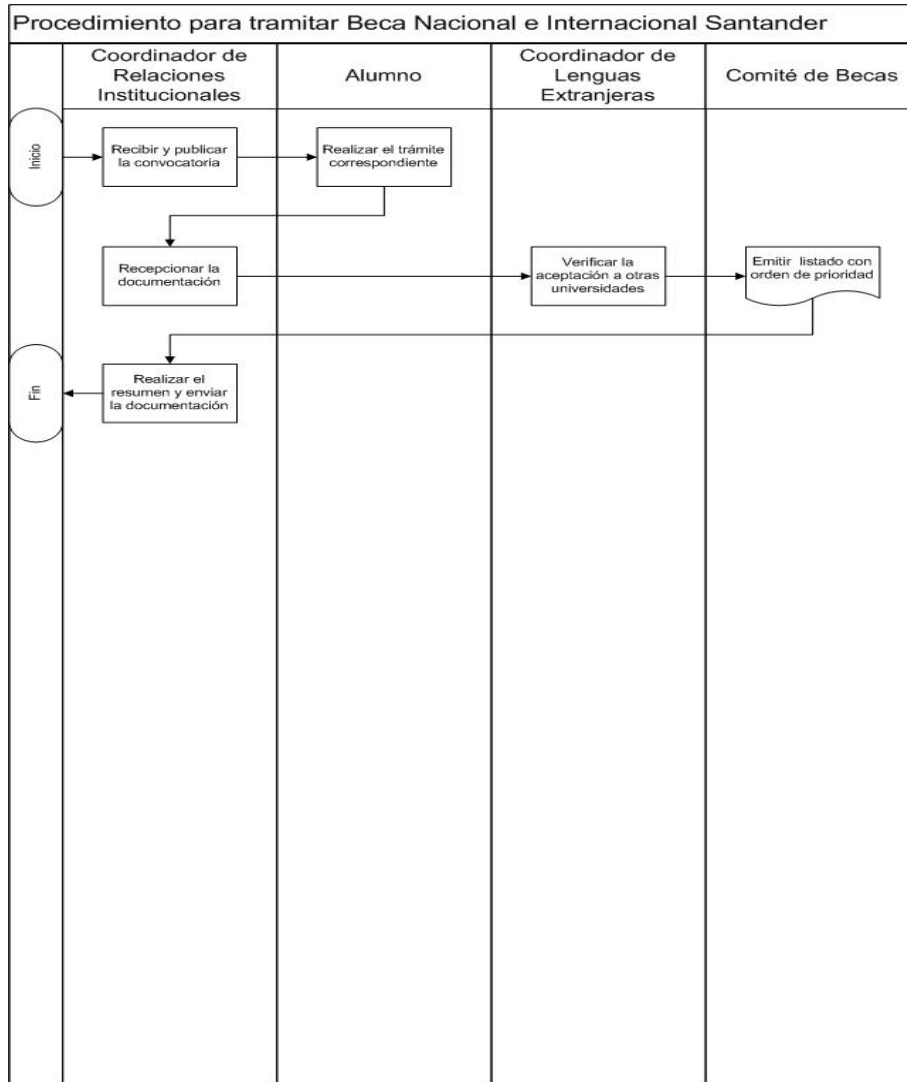 Procedimiento para tramitar Beca Nacional e Internacional Santander
Coordinador de
Relaciones
Institucionales
Alumno
Coordinador de
Lenguas
Extranjeras
Comité de Becas
Inicio
Recibir y publicar
la convocatoria
Realizar el trámite
correspondiente
Recepcionar la
documentación
Verificar la
aceptación a otras
universidades
Emitir listado con
orden de prioridad
Fin
Realizar el
resumen y enviar
la documentación